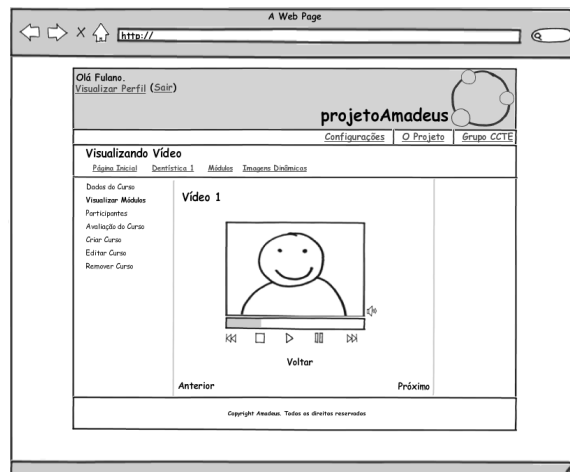 A Web Page
http://
Olá Fulano.
Visualizar Perfil (Sair)
projetoAmadeus
Configurações O Projeto Grupo CCTE
Visualizando Vídeo
Página Inicial Dentística 1 Módulos Imagens Dinâmicas
Dados do Curso
Visualizar Módulos
Participantes
Avaliação do Curso
Criar Curso
Editar Curso
Remover Curso
Vídeo 1
Voltar
Anterior Próximo
Copyright Amadeus. Todos os direitos reservados